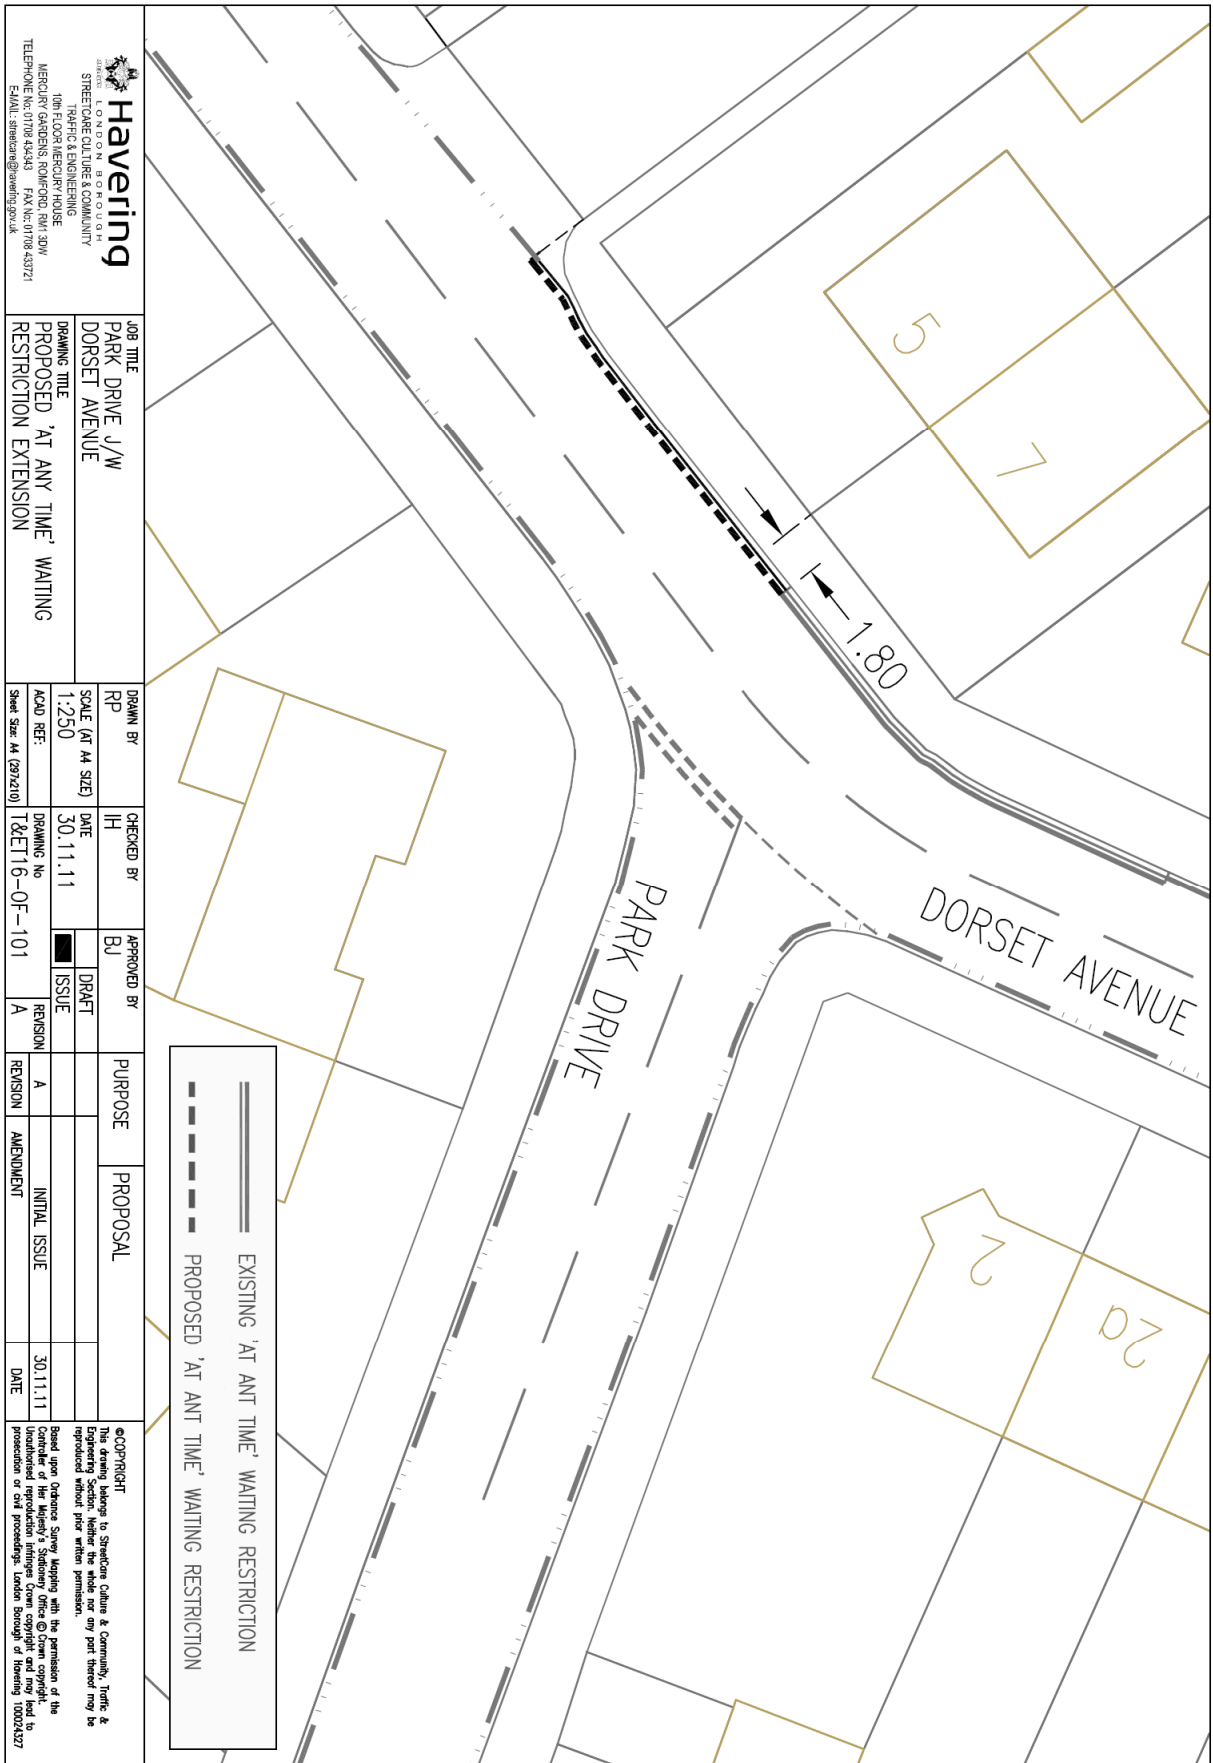 5
7
1.80
DORSET AVENUE
PARK DRIVE
2
2a
EXISTING 'AT ANT TIME' WAITING RESTRICTION
PROPOSED 'AT ANT TIME' WAITING RESTRICTION
Havering
LONDON BOROUGH
STREETCARE CULTURE & COMMUNITY
TRAFFIC & ENGINEERING
10th FLOOR MERCURY HOUSE
MERCURY GARDENS, ROMFORD, RM1 3DW
TELEPHONE No: 01708 434343 FAX No: 01708 433721
E-MAIL: streetcare@havering.gov.uk
JOB TITLE
PARK DRIVE J/W
DORSET AVENUE
DRAWING TITLE
PROPOSED 'AT ANY TIME' WAITING
RESTRICTION EXTENSION
DRAWN BY
RP
CHECKED BY
IH
APPROVED BY
BJ
SCALE (AT A4 SIZE)
1:250
DATE
30.11.11
DRAFT
ISSUE
ACAD REF:
Sheet Size: A4 (297x210)
DRAWING No
T&ET16-OF-101
REVISION
A
PURPOSE
PROPOSAL
A INITIAL ISSUE 30.11.11
REVISION AMENDMENT DATE
©COPYRIGHT
This drawing belongs to StreetCare Culture & Community, Traffic &
Engineering Section. Neither the whole nor any part thereof may be
reproduced without prior written permission.
Based upon Ordnance Survey Mapping with the permission of the
Controller of Her Majesty's Stationery Office © Crown copyright.
Unauthorised reproduction infringes Crown copyright and may lead to
prosecution or civil proceedings. London Borough of Havering 100024327